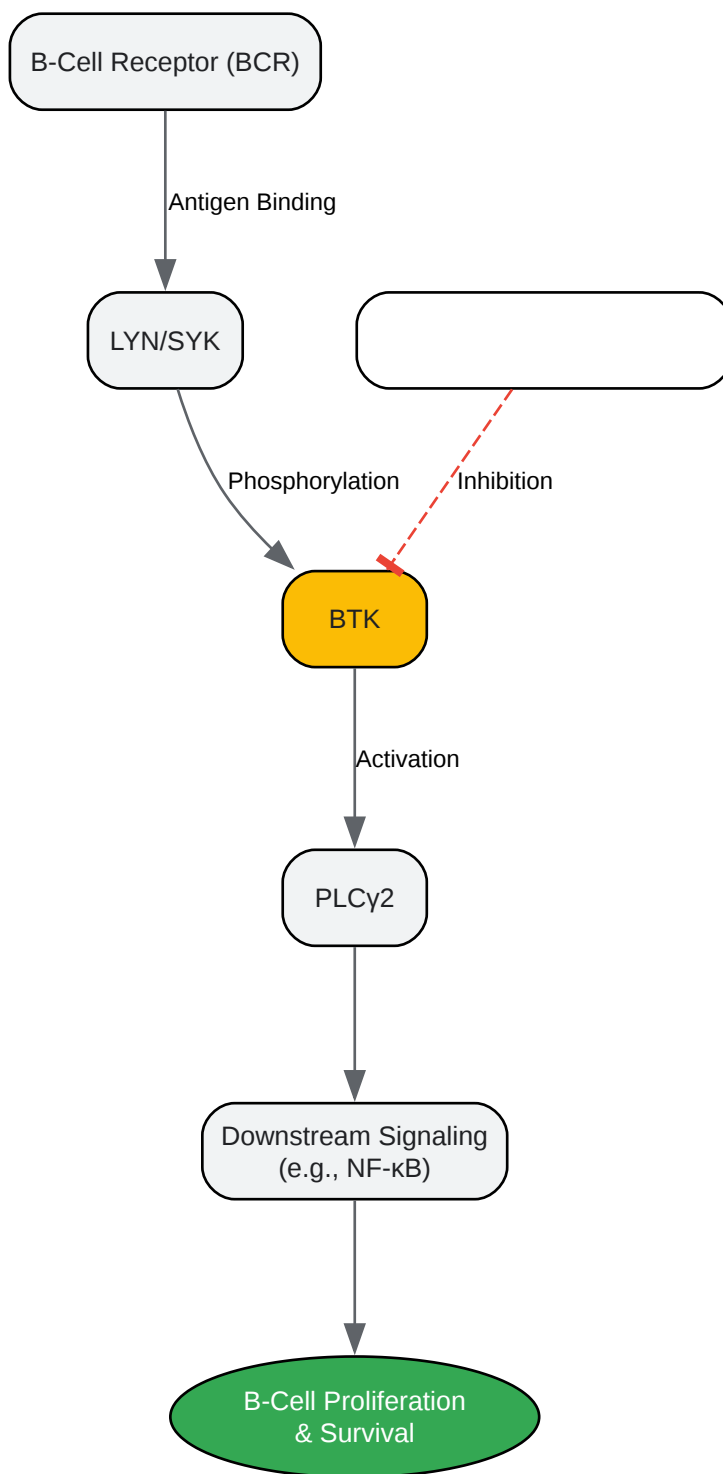 B-Cell Receptor (BCR)
Antigen Binding
LYN/SYK
Phosphorylation
Inhibition
BTK
Activation
PLCγ2
Downstream Signaling
(e.g., NF-κB)
B-Cell Proliferation
& Survival